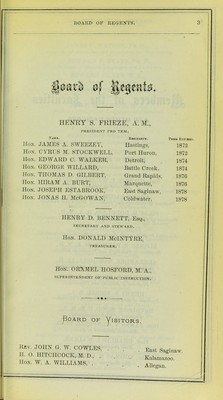 BOARD OF REGENTS. 3
Board of Regents.
HENRY S. FRIEZE, A. M.,
PRESIDENT PRO TEM.
NAME. RESIDENCE. TERM EXPIRES.
HON. JAMES A. SWEEZEY, Hastings, 1872
HON. CYRUS M. STOCKWELL, Port Huron, 1872
HON. EDWARD C. WALKER, Detroit, 1874
HON. GEORGE WILLARD, Battle Creek, 1874
HON. THOMAS D. GILBERT, Grand Rapids, 1876
HON. HIRAM A. BURT, Marquette, 1876
HON. JOSEPH ESTABROOK, East Saginaw, 1878
HON. JONAS H. McGOWAN, Coldwater, 1878
HENRY D. BENNETT, Esq.,
SECRETARY AND STEWARD.
HON. DONALD McINTYRE,
TREASURER.
HON. ORAMEL HOSFORD, M. A.,
SUPERINTENDENT OF PUBLIC INSTRUCTION.
BOARD OF VISITORS.
REV. JOHN G. W. COWLES, East Saginaw.
H. O. HITCHCOCK, M. D., Kalamazoo.
HON. W. A. WILLIAMS, Allegan.